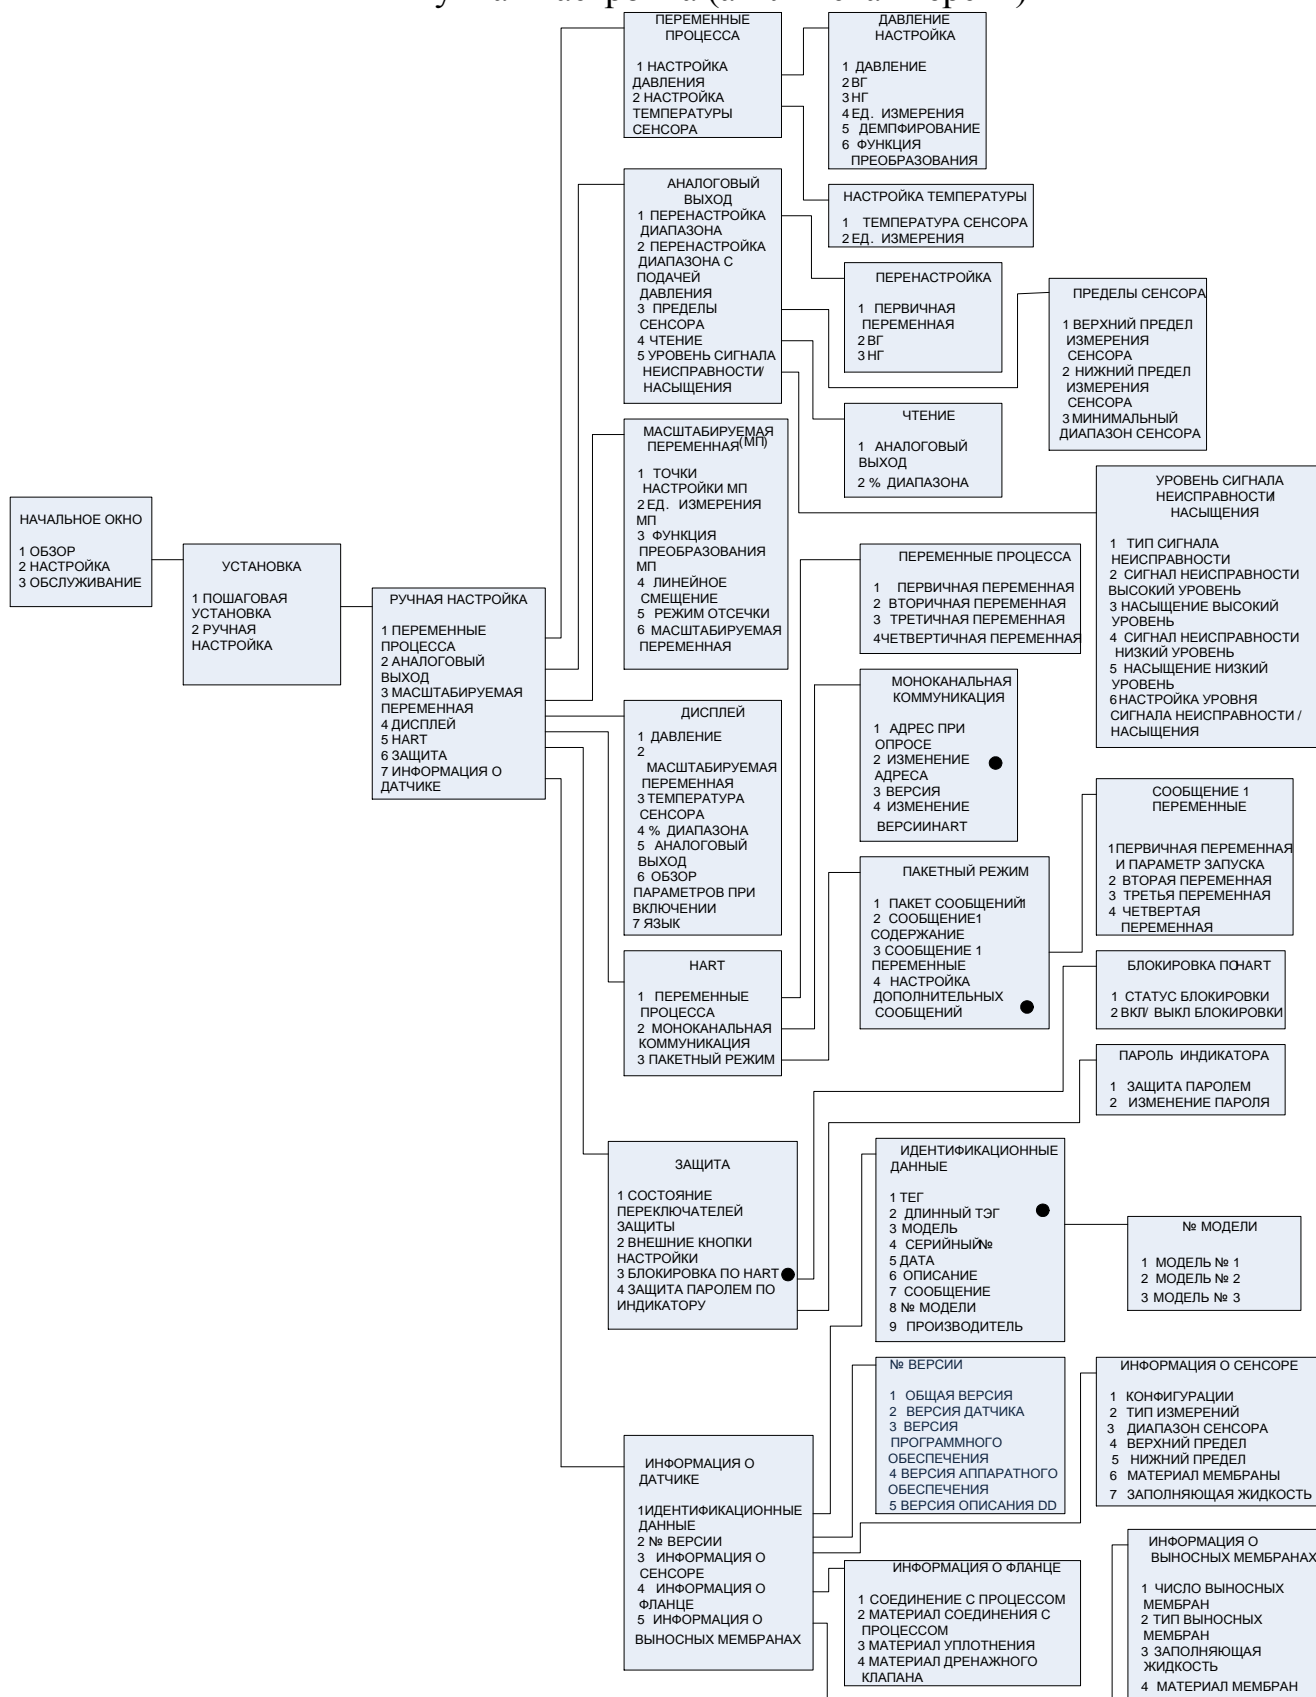 ПЕРЕМЕННЫЕ
ПРОЦЕССА
1 НАСТРОЙКА
ДАВЛЕНИЯ
2 НАСТРОЙКА
ТЕМПЕРАТУРЫ
СЕНСОРА
ДАВЛЕНИЕ
НАСТРОЙКА
1 ДАВЛЕНИЕ
2 ВГ
3 НГ
4 ЕД. ИЗМЕРЕНИЯ
5 ДЕМПФИРОВАНИЕ
6 ФУНКЦИЯ
ПРЕОБРАЗОВАНИЯ
АНАЛОГОВЫЙ
ВЫХОД
1 ПЕРЕНАСТРОЙКА
ДИАПАЗОНА
2 ПЕРЕНАСТРОЙКА
ДИАПАЗОНА С
ПОДАЧЕЙ
ДАВЛЕНИЯ
3 ПРЕДЕЛЫ
СЕНСОРА
4 ЧТЕНИЕ
5 УРОВЕНЬ СИГНАЛА
НЕИСПРАВНОСТИ/
НАСЫЩЕНИЯ
НАСТРОЙКА ТЕМПЕРАТУРЫ
1 ТЕМПЕРАТУРА СЕНСОРА
2 ЕД. ИЗМЕРЕНИЯ
ПЕРЕНАСТРОЙКА
1 ПЕРВИЧНАЯ
ПЕРЕМЕННАЯ
2 ВГ
3 НГ
ПРЕДЕЛЫ СЕНСОРА
1 ВЕРХНИЙ ПРЕДЕЛ
ИЗМЕРЕНИЯ
СЕНСОРА
2 НИЖНИЙ ПРЕДЕЛ
ИЗМЕРЕНИЯ
СЕНСОРА
3 МИНИМАЛЬНЫЙ
ДИАПАЗОН СЕНСОРА
ЧТЕНИЕ
1 АНАЛОГОВЫЙ
ВЫХОД
2 % ДИАПАЗОНА
МАСШТАБИРУЕМАЯ
ПЕРЕМЕННАЯ (МП)
1 ТОЧКИ
НАСТРОЙКИ МП
2 ЕД. ИЗМЕРЕНИЯ
МП
3 ФУНКЦИЯ
ПРЕОБРАЗОВАНИЯ
МП
4 ЛИНЕЙНОЕ
СМЕЩЕНИЕ
5 РЕЖИМ ОТСЕЧКИ
6 МАСШТАБИРУЕМАЯ
ПЕРЕМЕННАЯ
УРОВЕНЬ СИГНАЛА
НЕИСПРАВНОСТИ
НАСЫЩЕНИЯ
1 ТИП СИГНАЛА
НЕИСПРАВНОСТИ
2 СИГНАЛ НЕИСПРАВНОСТИ
ВЫСОКИЙ УРОВЕНЬ
3 НАСЫЩЕНИЕ ВЫСОКИЙ
УРОВЕНЬ
4 СИГНАЛ НЕИСПРАВНОСТИ
НИЗКИЙ УРОВЕНЬ
5 НАСЫЩЕНИЕ НИЗКИЙ
УРОВЕНЬ
6 НАСТРОЙКА УРОВНЯ
СИГНАЛА НЕИСПРАВНОСТИ /
НАСЫЩЕНИЯ
НАЧАЛЬНОЕ ОКНО
1 ОБЗОР
2 НАСТРОЙКА
3 ОБСЛУЖИВАНИЕ
УСТАНОВКА
1 ПОШАГОВАЯ
УСТАНОВКА
2 РУЧНАЯ
НАСТРОЙКА
РУЧНАЯ НАСТРОЙКА
1 ПЕРЕМЕННЫЕ
ПРОЦЕССА
2 АНАЛОГОВЫЙ
ВЫХОД
3 МАСШТАБИРУЕМАЯ
ПЕРЕМЕННАЯ
4 ДИСПЛЕЙ
5 HART
6 ЗАЩИТА
7 ИНФОРМАЦИЯ О
ДАТЧИКЕ
ПЕРЕМЕННЫЕ ПРОЦЕССА
1 ПЕРВИЧНАЯ ПЕРЕМЕННАЯ
2 ВТОРИЧНАЯ ПЕРЕМЕННАЯ
3 ТРЕТИЧНАЯ ПЕРЕМЕННАЯ
4ЧЕТВЕРТИЧНАЯ ПЕРЕМЕННАЯ
МОНОКАНАЛЬНАЯ
КОММУНИКАЦИЯ
1 АДРЕС ПРИ
ОПРОСЕ
2 ИЗМЕНЕНИЕ
АДРЕСА
3 ВЕРСИЯ
4 ИЗМЕНЕНИЕ
ВЕРСИИHART
ДИСПЛЕЙ
1 ДАВЛЕНИЕ
2
МАСШТАБИРУЕМАЯ
ПЕРЕМЕННАЯ
3 ТЕМПЕРАТУРА
СЕНСОРА
4 % ДИАПАЗОНА
5 АНАЛОГОВЫЙ
ВЫХОД
6 ОБЗОР
ПАРАМЕТРОВ ПРИ
ВКЛЮЧЕНИИ
7 ЯЗЫК
СООБЩЕНИЕ 1
ПЕРЕМЕННЫЕ
1ПЕРВИЧНАЯ ПЕРЕМЕННАЯ
И ПАРАМЕТР ЗАПУСКА
2 ВТОРАЯ ПЕРЕМЕННАЯ
3 ТРЕТЬЯ ПЕРЕМЕННАЯ
4 ЧЕТВЕРТАЯ
ПЕРЕМЕННАЯ
ПАКЕТНЫЙ РЕЖИМ
1 ПАКЕТ СООБЩЕНИЙ1
2 СООБЩЕНИЕ1
СОДЕРЖАНИЕ
3 СООБЩЕНИЕ 1
ПЕРЕМЕННЫЕ
4 НАСТРОЙКА
ДОПОЛНИТЕЛЬНЫХ
СООБЩЕНИЙ
HART
1 ПЕРЕМЕННЫЕ
ПРОЦЕССА
2 МОНОКАНАЛЬНАЯ
КОММУНИКАЦИЯ
3 ПАКЕТНЫЙ РЕЖИМ
БЛОКИРОВКА ПОHART
1 СТАТУС БЛОКИРОВКИ
2 ВКЛ/ ВЫКЛ БЛОКИРОВКИ
ПАРОЛЬ ИНДИКАТОРА
1 ЗАЩИТА ПАРОЛЕМ
2 ИЗМЕНЕНИЕ ПАРОЛЯ
ЗАЩИТА
1 СОСТОЯНИЕ
ПЕРЕКЛЮЧАТЕЛЕЙ
ЗАЩИТЫ
2 ВНЕШНИЕ КНОПКИ
НАСТРОЙКИ
3 БЛОКИРОВКА ПО HART
4 ЗАЩИТА ПАРОЛЕМ ПО
ИНДИКАТОРУ
ИДЕНТИФИКАЦИОННЫЕ
ДАННЫЕ
1 ТЕГ
2 ДЛИННЫЙ ТЭГ
3 МОДЕЛЬ
4 СЕРИЙНЫЙ№
5 ДАТА
6 ОПИСАНИЕ
7 СООБЩЕНИЕ
8 № МОДЕЛИ
9 ПРОИЗВОДИТЕЛЬ
№ МОДЕЛИ
1 МОДЕЛЬ № 1
2 МОДЕЛЬ № 2
3 МОДЕЛЬ № 3
№ ВЕРСИИ
1 ОБЩАЯ ВЕРСИЯ
2 ВЕРСИЯ ДАТЧИКА
3 ВЕРСИЯ
ПРОГРАММНОГО
ОБЕСПЕЧЕНИЯ
4 ВЕРСИЯ АППАРАТНОГО
ОБЕСПЕЧЕНИЯ
5 ВЕРСИЯ ОПИСАНИЯ DD
ИНФОРМАЦИЯ О СЕНСОРЕ
1 КОНФИГУРАЦИИ
2 ТИП ИЗМЕРЕНИЙ
3 ДИАПАЗОН СЕНСОРА
4 ВЕРХНИЙ ПРЕДЕЛ
5 НИЖНИЙ ПРЕДЕЛ
6 МАТЕРИАЛ МЕМБРАНЫ
7 ЗАПОЛНЯЮЩАЯ ЖИДКОСТЬ
ИНФОРМАЦИЯ О
ДАТЧИКЕ
1ИДЕНТИФИКАЦИОННЫЕ
ДАННЫЕ
2 № ВЕРСИИ
3 ИНФОРМАЦИЯ О
СЕНСОРЕ
4 ИНФОРМАЦИЯ О
ФЛАНЦЕ
5 ИНФОРМАЦИЯ О
ВЫНОСНЫХ МЕМБРАНАХ
ИНФОРМАЦИЯ О ФЛАНЦЕ
1 СОЕДИНЕНИЕ С ПРОЦЕССОМ
2 МАТЕРИАЛ СОЕДИНЕНИЯ С
ПРОЦЕССОМ
3 МАТЕРИАЛ УПЛОТНЕНИЯ
4 МАТЕРИАЛ ДРЕНАЖНОГО
КЛАПАНА
ИНФОРМАЦИЯ О
ВЫНОСНЫХ МЕМБРАНАХ
1 ЧИСЛО ВЫНОСНЫХ
МЕМБРАН
2 ТИП ВЫНОСНЫХ
МЕМБРАН
3 ЗАПОЛНЯЮЩАЯ
ЖИДКОСТЬ
4 МАТЕРИАЛ МЕМБРАН